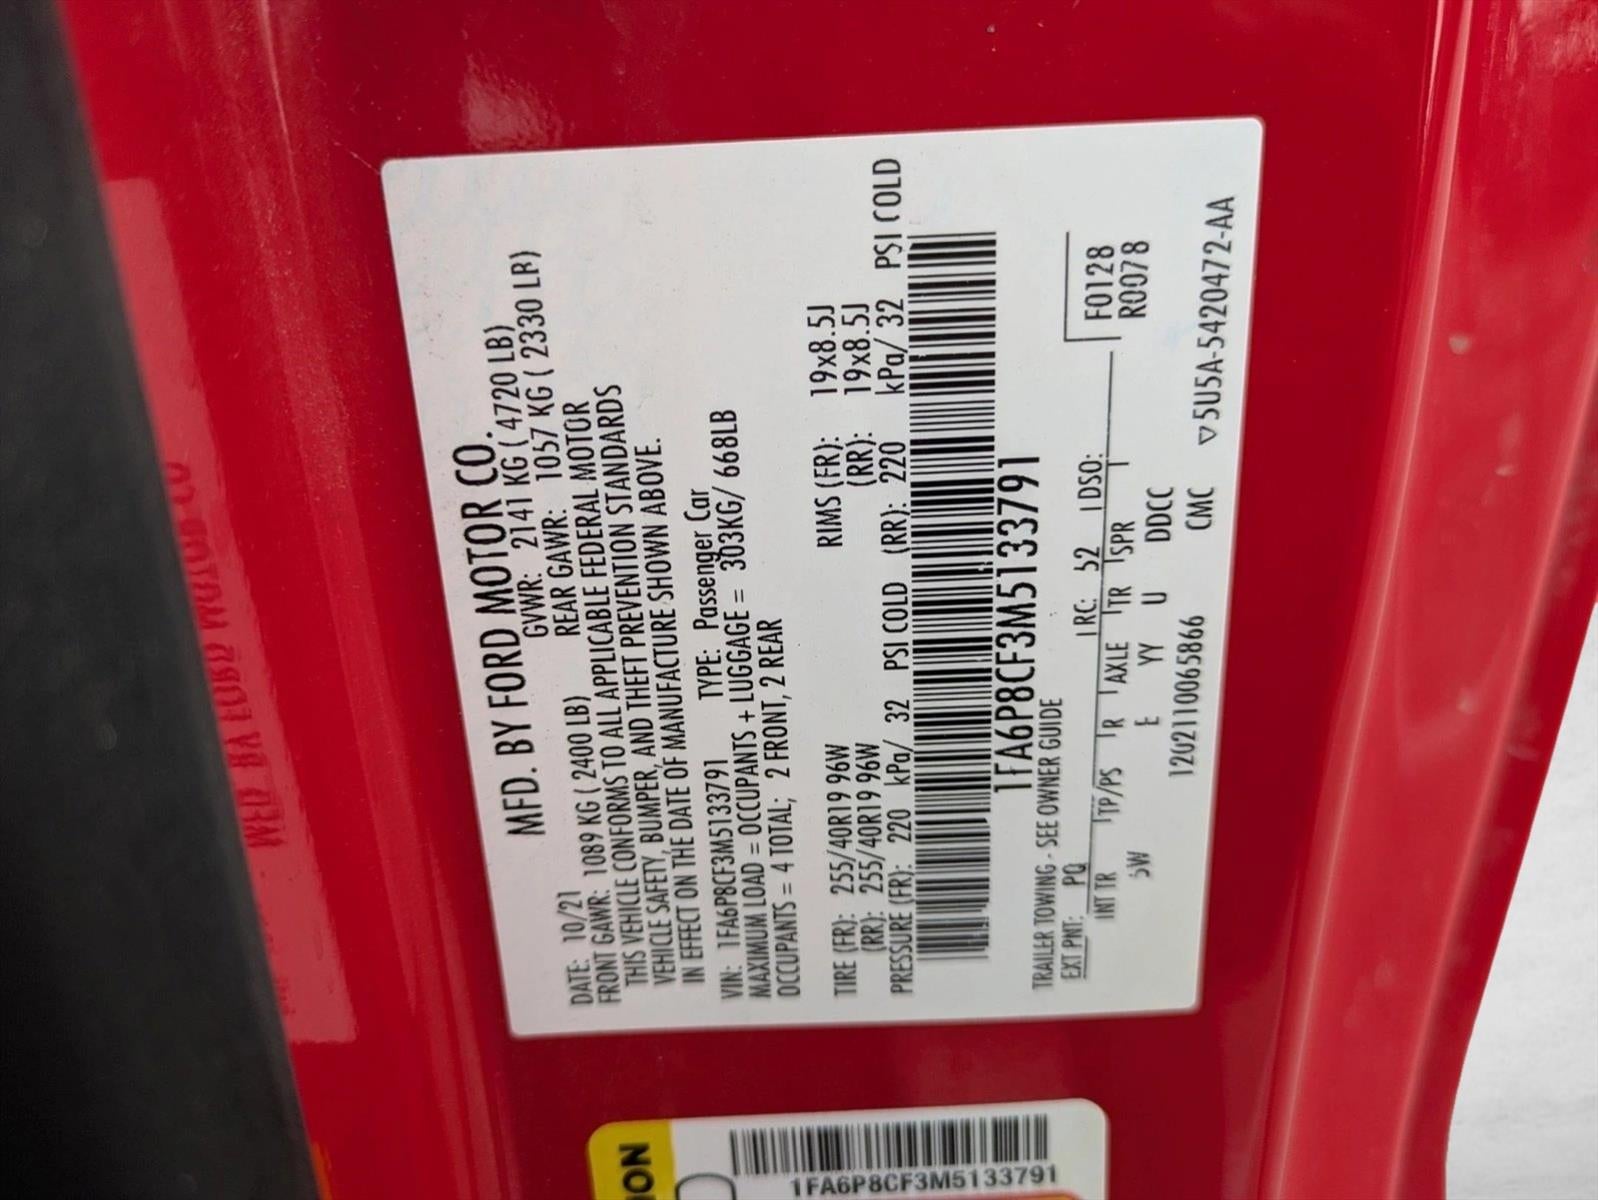 MFD. BY FORD MOTOR CO.
DATE: 10/21 GVWR: 2141 KG ( 4720 LB)
FRONT GAWR: 1089 KG ( 2400 LB) REAR GAWR: 1057 KG ( 2330 LB)
THIS VEHICLE CONFORMS TO ALL APPLICABLE FEDERAL MOTOR
VEHICLE SAFETY, BUMPER, AND THEFT PREVENTION STANDARDS
IN EFFECT ON THE DATE OF MANUFACTURE SHOWN ABOVE.
VIN: 1FA6P8CF3M5133791 TYPE: Passenger Car
MAXIMUM LOAD = OCCUPANTS + LUGGAGE = 303KG/ 668LB
OCCUPANTS = 4 TOTAL; 2 FRONT, 2 REAR
TIRE (FR): 255/40R19 96W RIMS (FR): 19x8.5J
(RR): 255/40R19 96W (RR): 19x8.5J
PRESSURE (FR): 220 kPa/ 32 PSI COLD (RR): 220 kPa/ 32 PSI COLD
1FA6P8CF3M5133791
TRAILER TOWING - SEE OWNER GUIDE
EXT PNT: PQ RC: 52 DSO:
INT TR TP/PS R AXLE TR SPR
5W E YY U DDCC
F0128
R0078
1202110065866 CMC
▽5U5A-5420472-AA
1FA6P8CF3M5133791